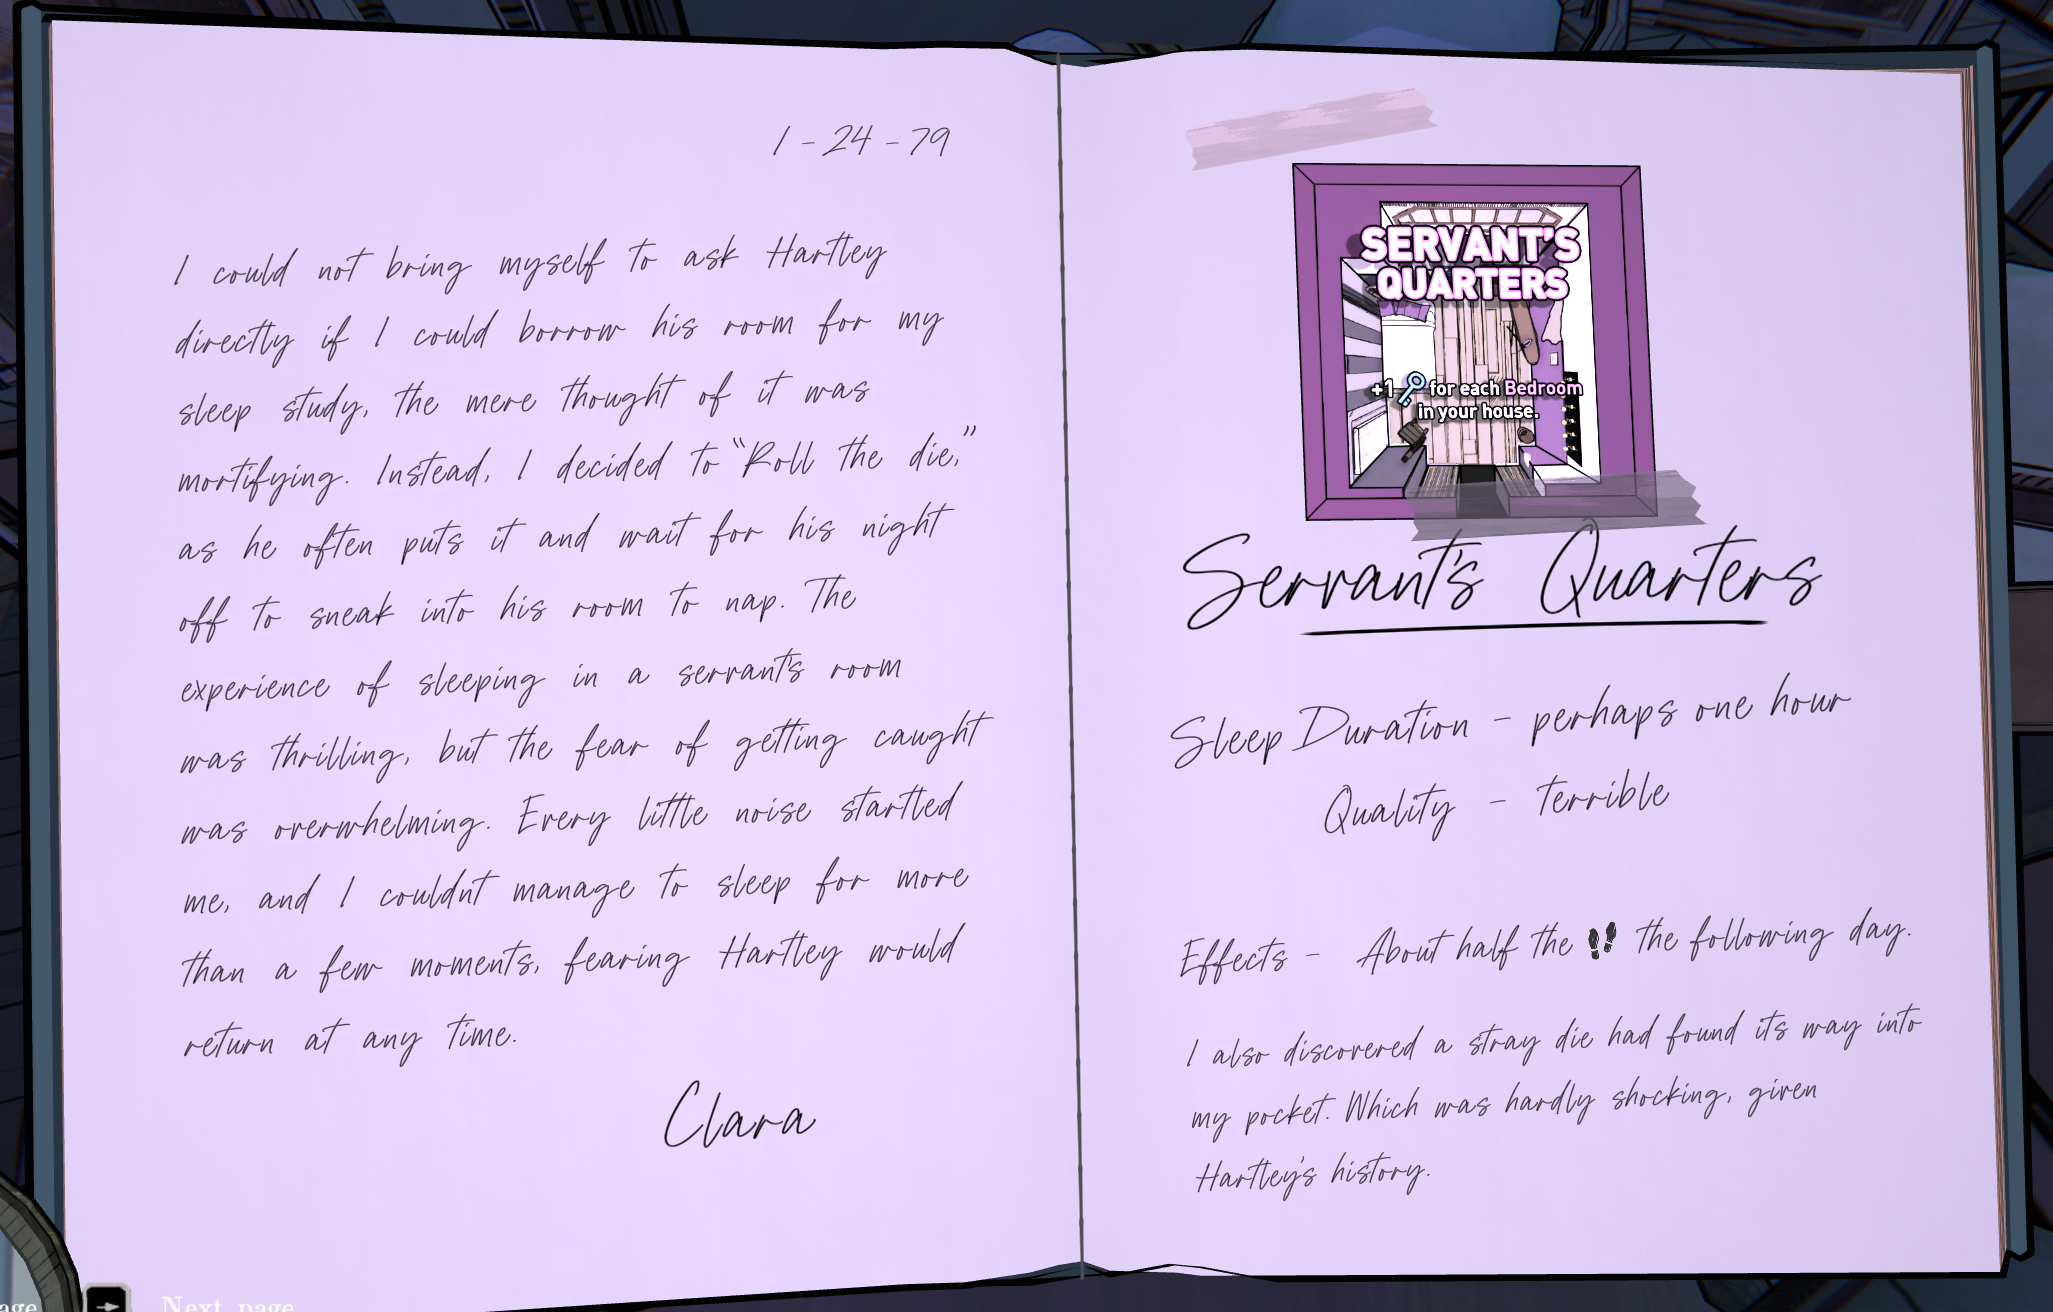 1-24-79
I could not bring myself to ask Hartley
directly if I could borrow his room for my
sleep study, the mere thought of it was
mortifying. Instead, I decided to “Roll the die,”
as he often puts it and wait for his night
off to sneak into his room to nap. The
experience of sleeping in a servant's room
was thrilling, but the fear of getting caught
was overwhelming. Every little noise startled
me, and I couldn't manage to sleep for more
than a few moments, fearing Hartley would
return at any time.
Clara
SERVANT'S
QUARTERS
+1 for each Bedroom
in your house.
Servant's Quarters
Sleep Duration - perhaps one hour
Quality - terrible
Effects - About half the the following day.
I also discovered a stray die had found its way into
my pocket. Which was hardly shocking, given
Hartley's history.
age
Next page